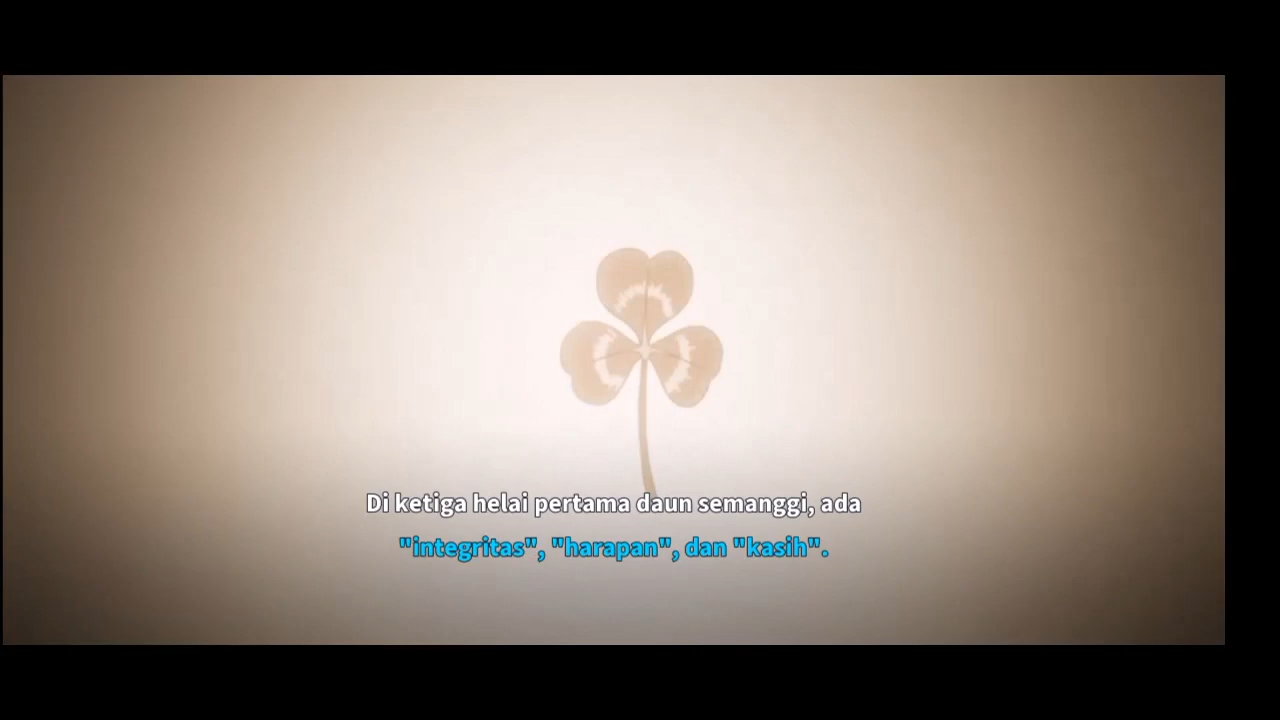 Di ketiga helai pertama daun semanggi, ada
"integritas", "harapan", dan "kasih".